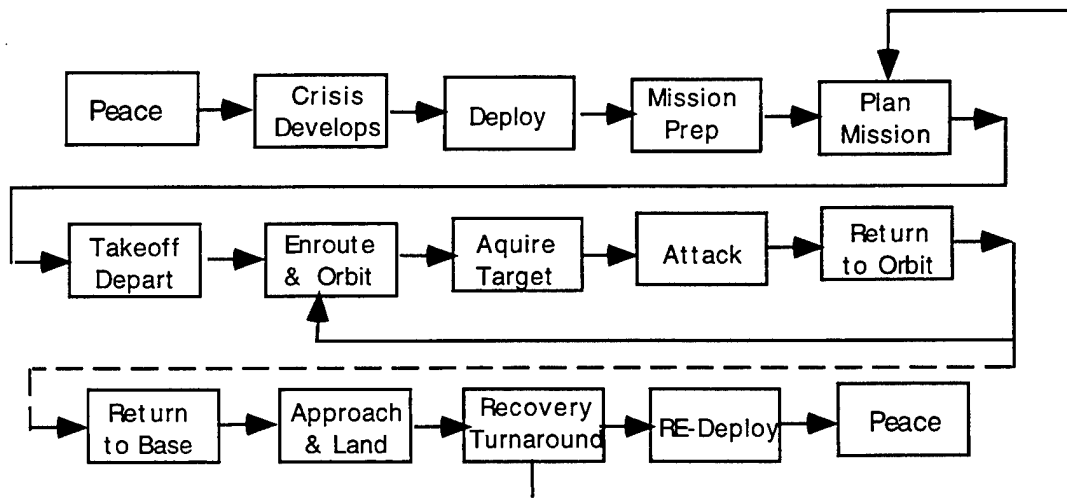 Peace
Crisis
Develops
Deploy
Mission
Prep
Plan
Mission
Takeoff
Depart
Enroute
& Orbit
Aquire
Target
Attack
Return
to Orbit
Return
to Base
Approach
& Land
Recovery
Turnaround
RE-Deploy
Peace